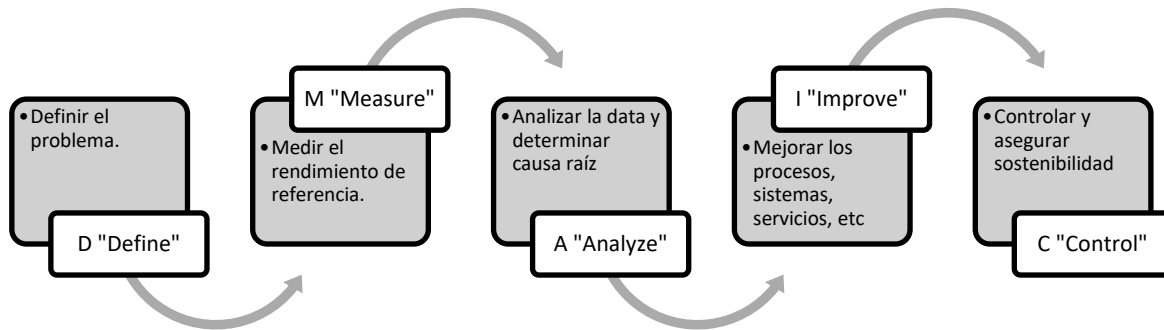 •Definir el
problema.
D "Define"
M "Measure"
•Medir el
rendimiento de
referencia.
•Analizar la data y
determinar
causa raíz
A "Analyze"
I "Improve"
•Mejorar los
procesos,
sistemas,
servicios, etc
•Controlar y
asegurar
sostenibilidad
C "Control"